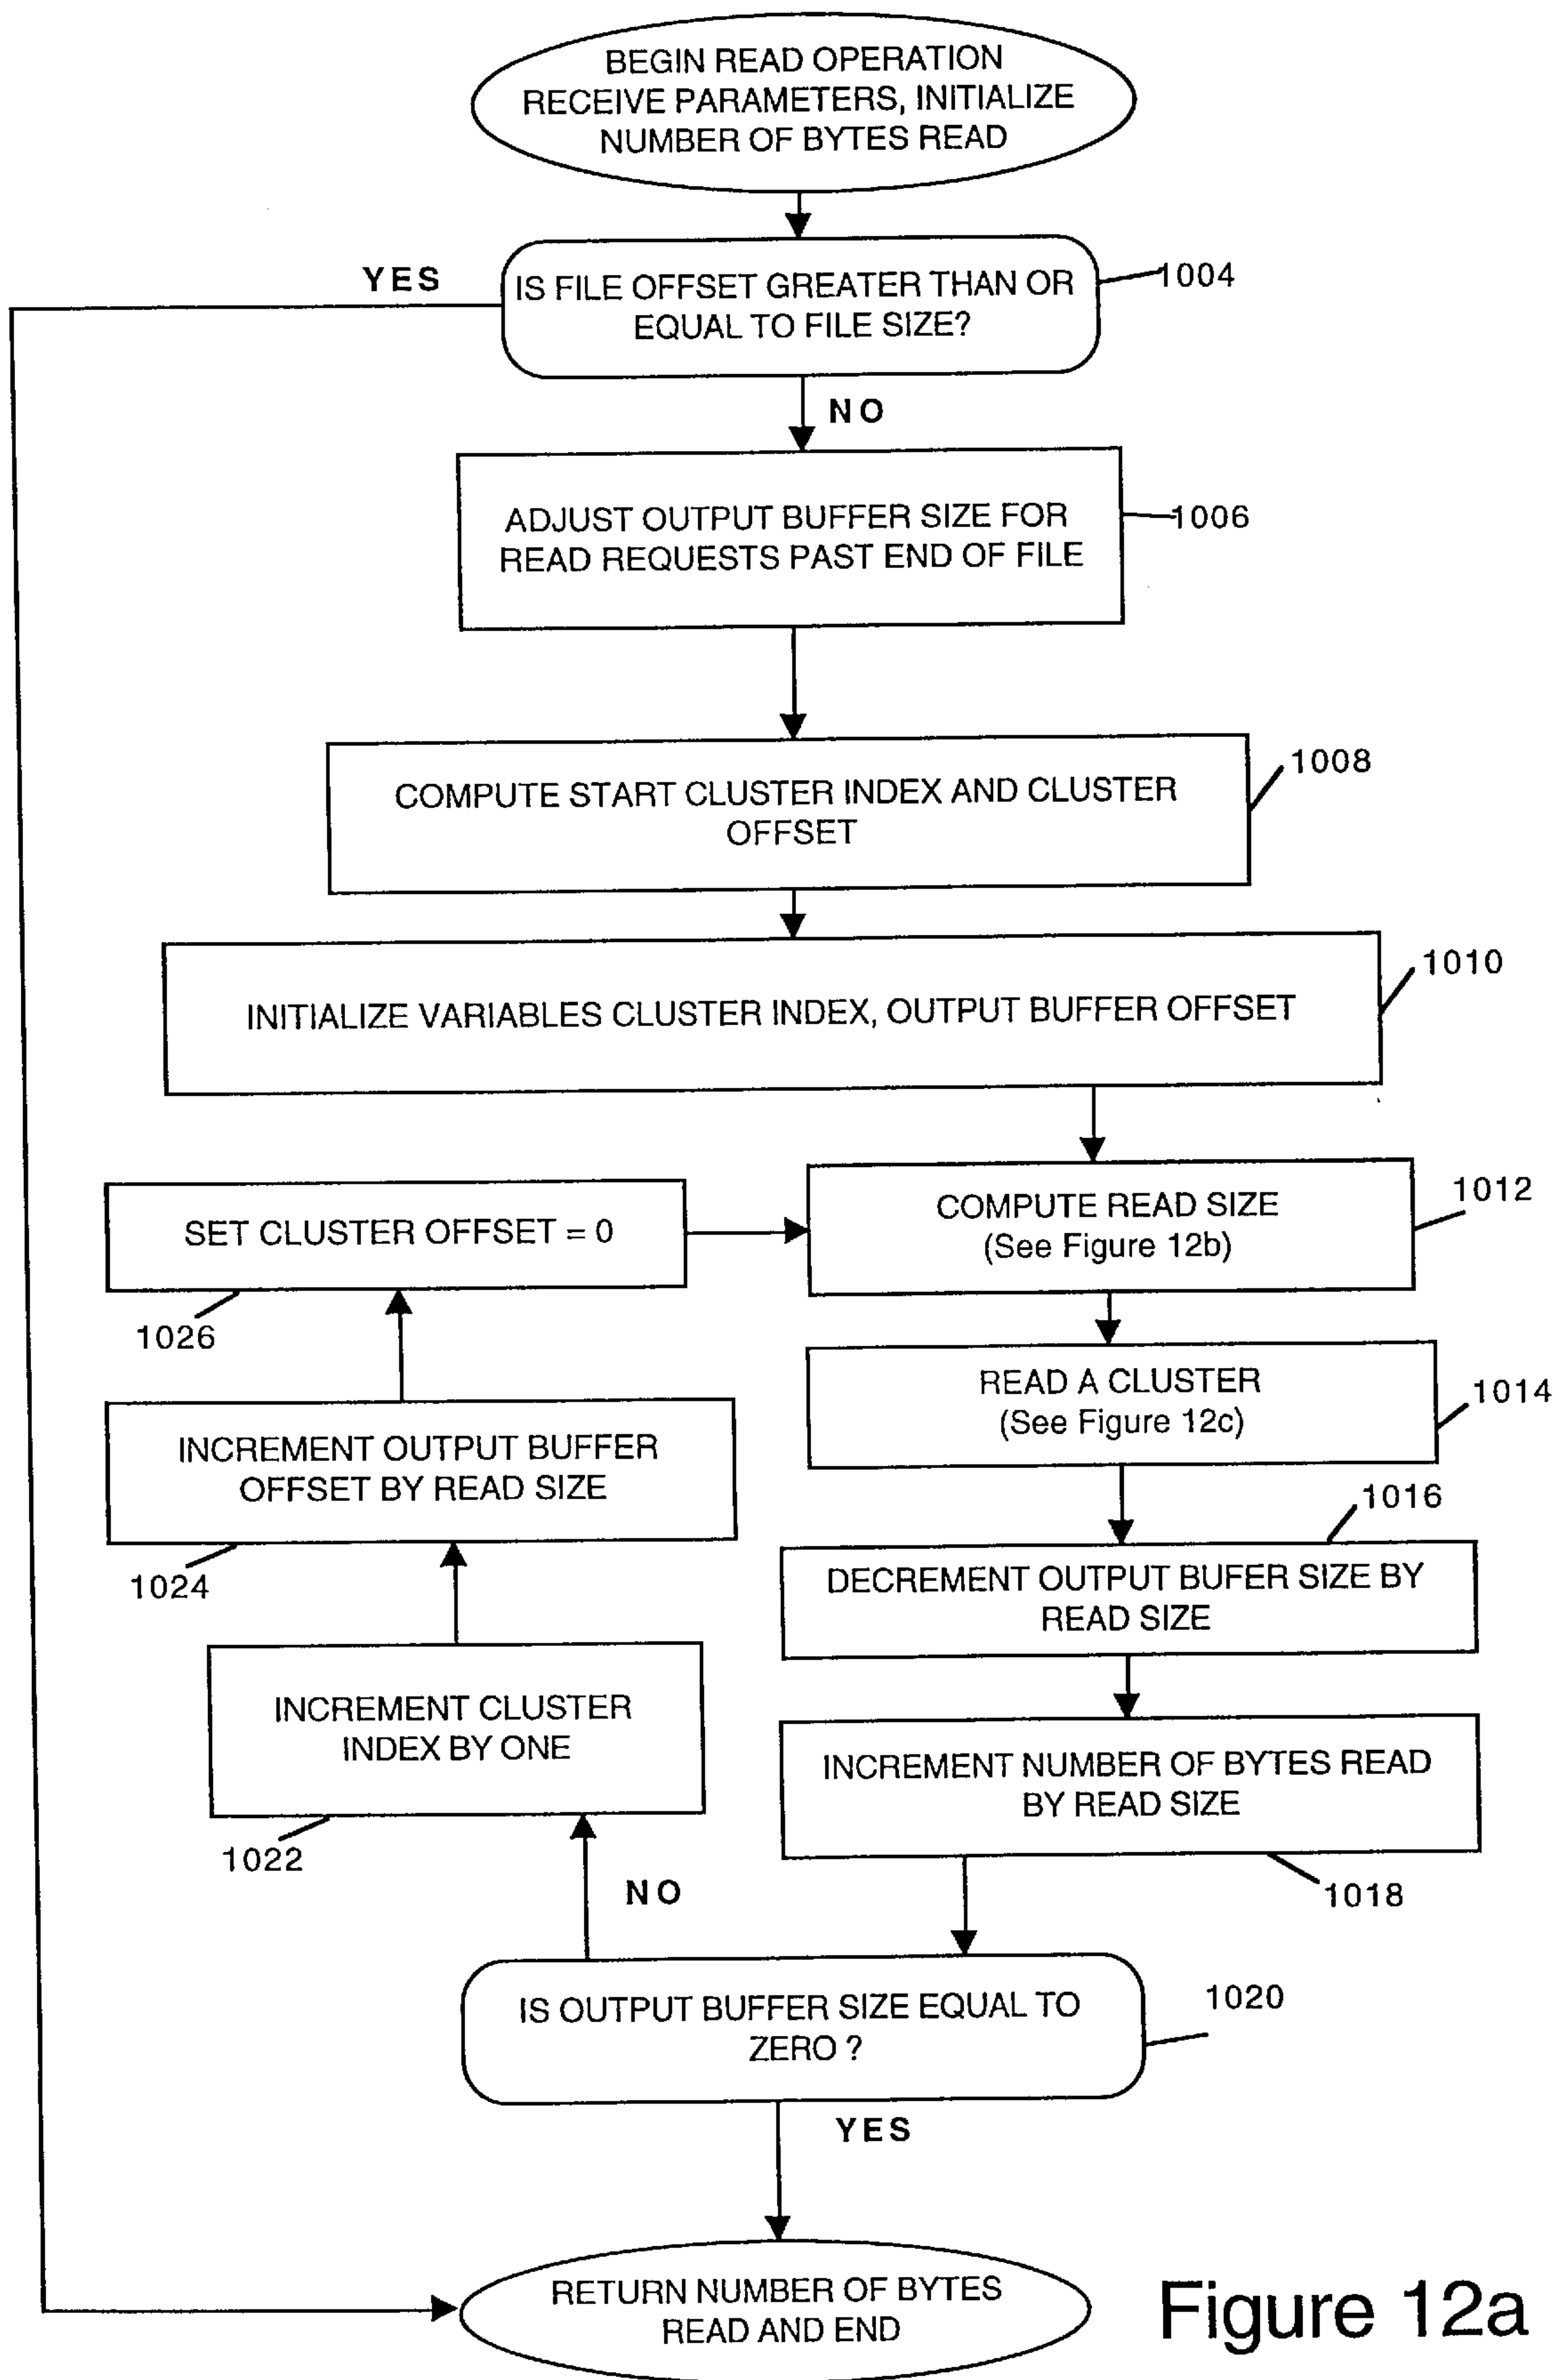 BEGIN READ OPERATION
RECEIVE PARAMETERS, INITIALIZE
NUMBER OF BYTES READ
YES
IS FILE OFFSET GREATER THAN OR
EQUAL TO FILE SIZE?
1004
NO
ADJUST OUTPUT BUFFER SIZE FOR
READ REQUESTS PAST END OF FILE
1006
COMPUTE START CLUSTER INDEX AND CLUSTER
OFFSET
1008
INITIALIZE VARIABLES CLUSTER INDEX, OUTPUT BUFFER OFFSET
1010
SET CLUSTER OFFSET = 0
1026
COMPUTE READ SIZE
(See Figure 12b)
1012
READ A CLUSTER
(See Figure 12c)
1014
INCREMENT OUTPUT BUFFER
OFFSET BY READ SIZE
1024
1016
DECREMENT OUTPUT BUFER SIZE BY
READ SIZE
INCREMENT CLUSTER
INDEX BY ONE
1022
INCREMENT NUMBER OF BYTES READ
BY READ SIZE
1018
NO
IS OUTPUT BUFFER SIZE EQUAL TO
ZERO ?
1020
YES
RETURN NUMBER OF BYTES
READ AND END
Figure 12a